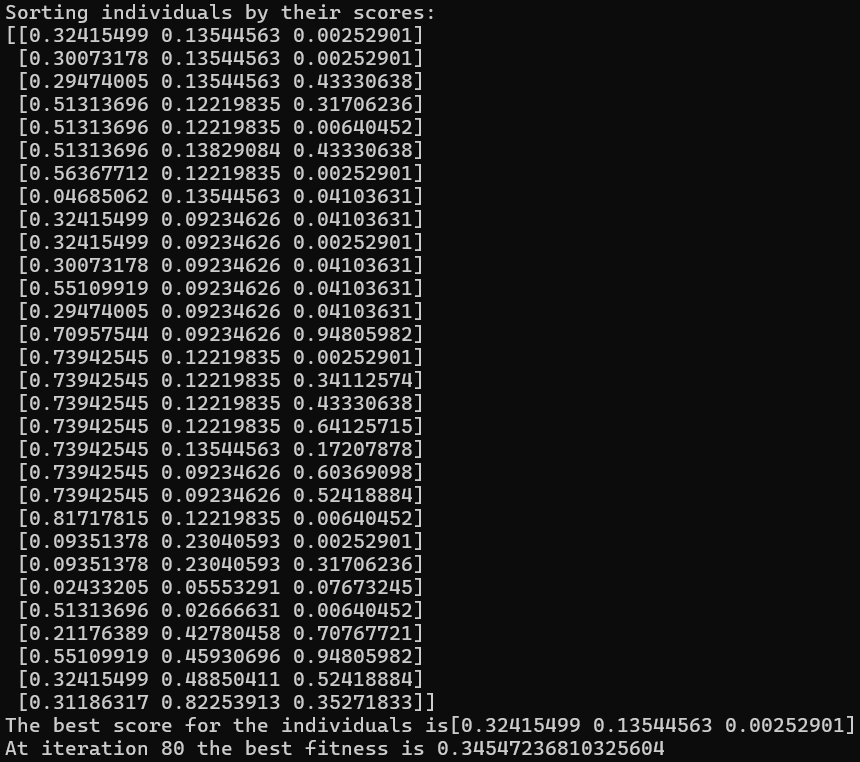 Sorting individuals by their scores:
[[0.32415499 0.13544563 0.00252901]
 [0.30073178 0.13544563 0.00252901]
 [0.29474005 0.13544563 0.43330638]
 [0.51313696 0.12219835 0.31706236]
 [0.51313696 0.12219835 0.00640452]
 [0.51313696 0.13829084 0.43330638]
 [0.56367712 0.12219835 0.00252901]
 [0.04685062 0.13544563 0.04103631]
 [0.32415499 0.09234626 0.04103631]
 [0.32415499 0.09234626 0.00252901]
 [0.30073178 0.09234626 0.04103631]
 [0.55109919 0.09234626 0.04103631]
 [0.29474005 0.09234626 0.04103631]
 [0.70957544 0.09234626 0.94805982]
 [0.73942545 0.12219835 0.00252901]
 [0.73942545 0.12219835 0.34112574]
 [0.73942545 0.12219835 0.43330638]
 [0.73942545 0.12219835 0.64125715]
 [0.73942545 0.13544563 0.17207878]
 [0.73942545 0.09234626 0.60369098]
 [0.73942545 0.09234626 0.52418884]
 [0.81717815 0.12219835 0.00640452]
 [0.09351378 0.23040593 0.00252901]
 [0.09351378 0.23040593 0.31706236]
 [0.02433205 0.05553291 0.07673245]
 [0.51313696 0.02666631 0.00640452]
 [0.21176389 0.42780458 0.70767721]
 [0.55109919 0.45930696 0.94805982]
 [0.32415499 0.48850411 0.52418884]
 [0.31186317 0.82253913 0.35271833]]
The best score for the individuals is[0.32415499 0.13544563 0.00252901]
At iteration 80 the best fitness is 0.34547236810325604